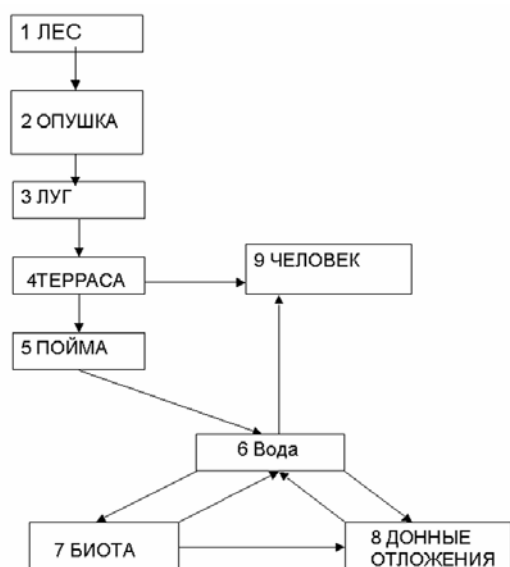 1 ЛЕС
2 ОПУШКА
3 ЛУГ
4ТЕРРАСА
9 ЧЕЛОВЕК
5 ПОЙМА
6 Вода
7 БИОТА
8 ДОННЫЕ
ОТЛОЖЕНИЯ